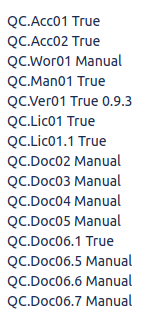 QC.Acc01 True
QC.Acc02 True
QC.Wor01 Manual
QC.Man01 True
QC.Ver01 True 0.9.3
QC.Lic01 True
QC.Lic01.1 True
QC.Doc02 Manual
QC.Doc03 Manual
QC.Doc04 Manual
QC.Doc05 Manual
QC.Doc06.1 True
QC.Doc06.5 Manual
QC.Doc06.6 Manual
QC.Doc06.7 Manual